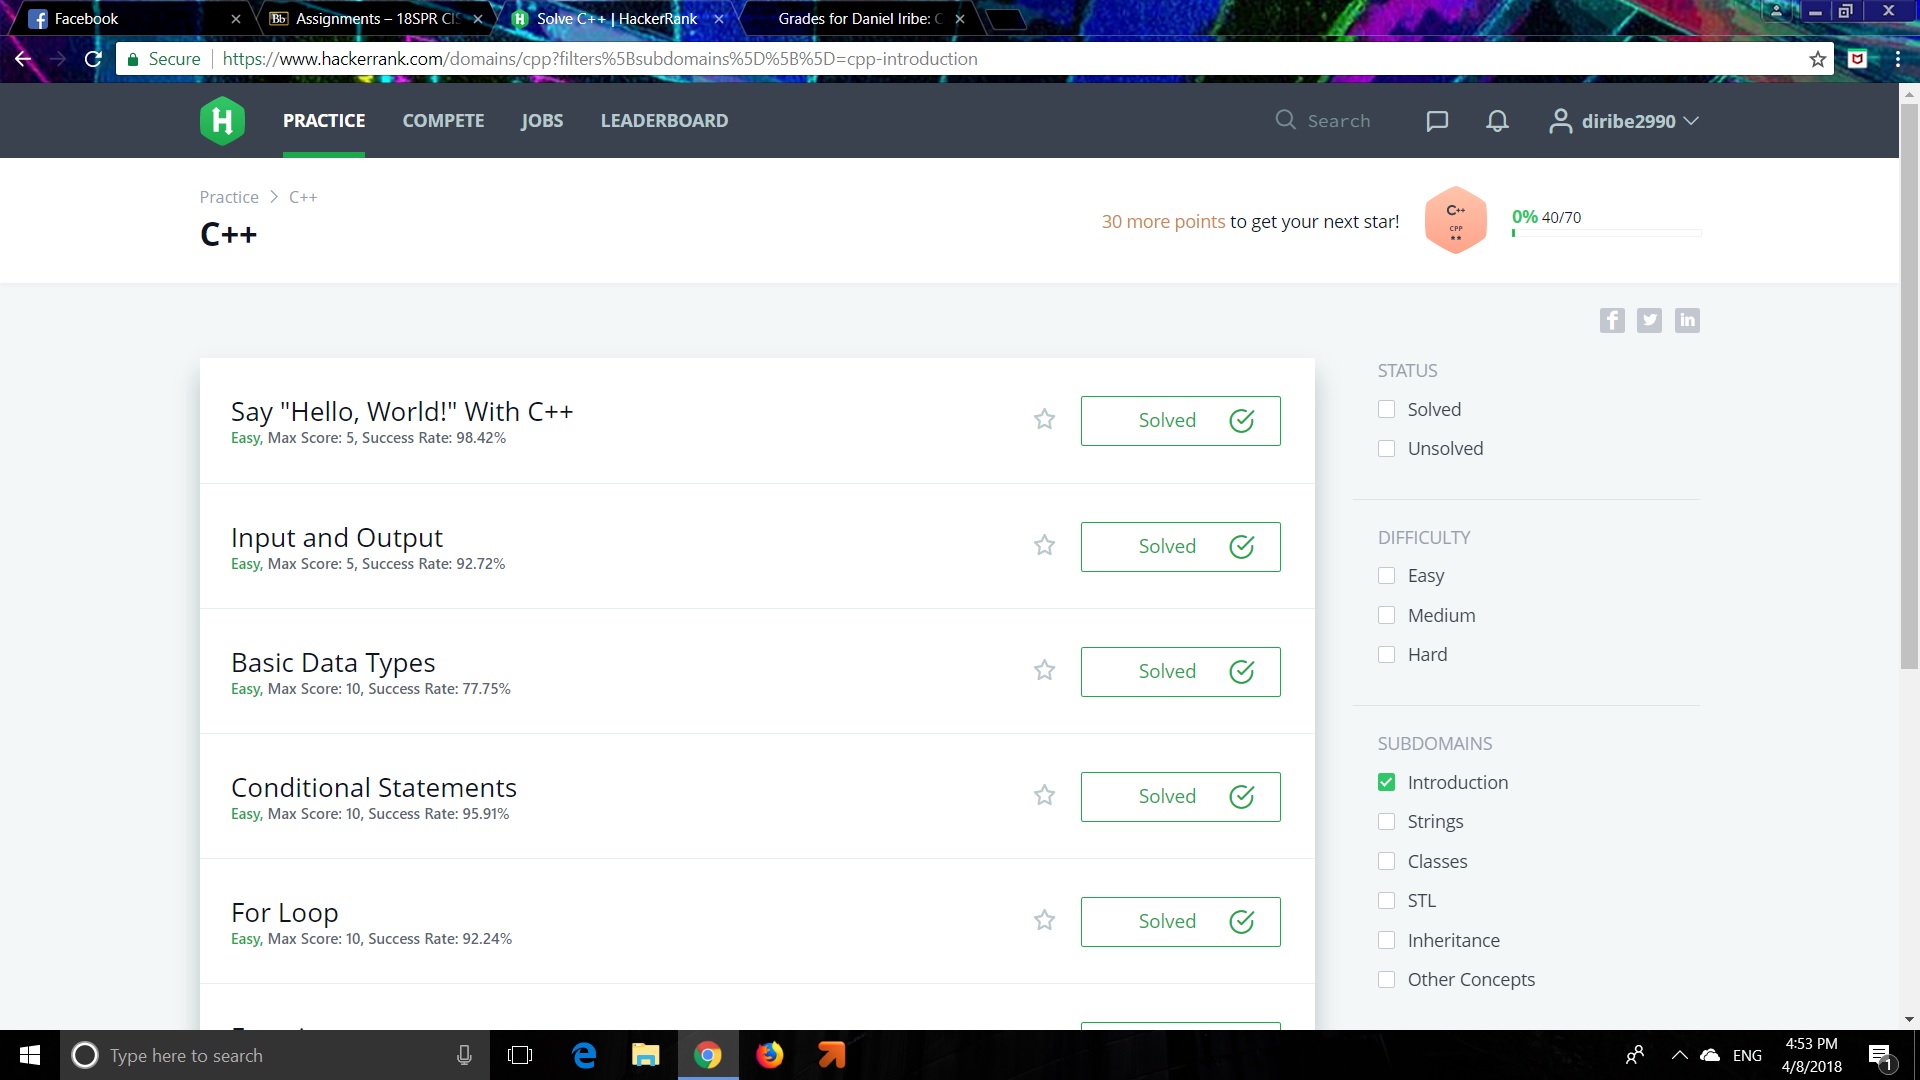 Facebook
Bb Assignments – 18SPR CIS
Solve C++ | HackerRank
Grades for Daniel Iribe: C
Secure https://www.hackerrank.com/domains/cpp?filters%5Bsubdomains%5D%5B%5D=cpp-introduction
H PRACTICE COMPETE JOBS LEADERBOARD Search diribe2990
Practice > C++
C++
30 more points to get your next star!
C++
CPP
**
0% 40/70
Say "Hello, World!" With C++
Easy, Max Score: 5, Success Rate: 98.42%
Solved
Input and Output
Easy, Max Score: 5, Success Rate: 92.72%
Solved
Basic Data Types
Easy, Max Score: 10, Success Rate: 77.75%
Solved
Conditional Statements
Easy, Max Score: 10, Success Rate: 95.91%
Solved
For Loop
Easy, Max Score: 10, Success Rate: 92.24%
Solved
STATUS
Solved
Unsolved
DIFFICULTY
Easy
Medium
Hard
SUBDOMAINS
Introduction
Strings
Classes
STL
Inheritance
Other Concepts
Type here to search
ENG
4:53 PM
4/8/2018
1